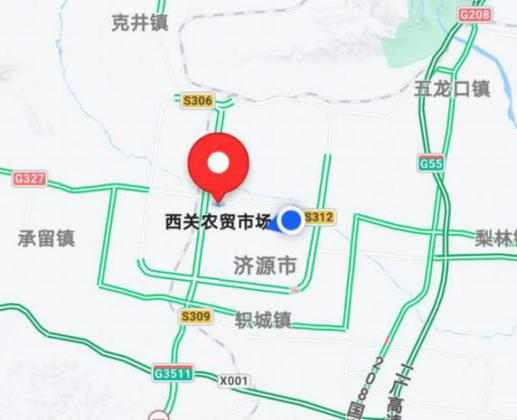 克井镇
G208
五龙口镇
S306
G55
G327
西关农贸市场
S312
承留镇
济源市
梨林镇
S309
轵城镇
G3511
X001
208国
二广高速